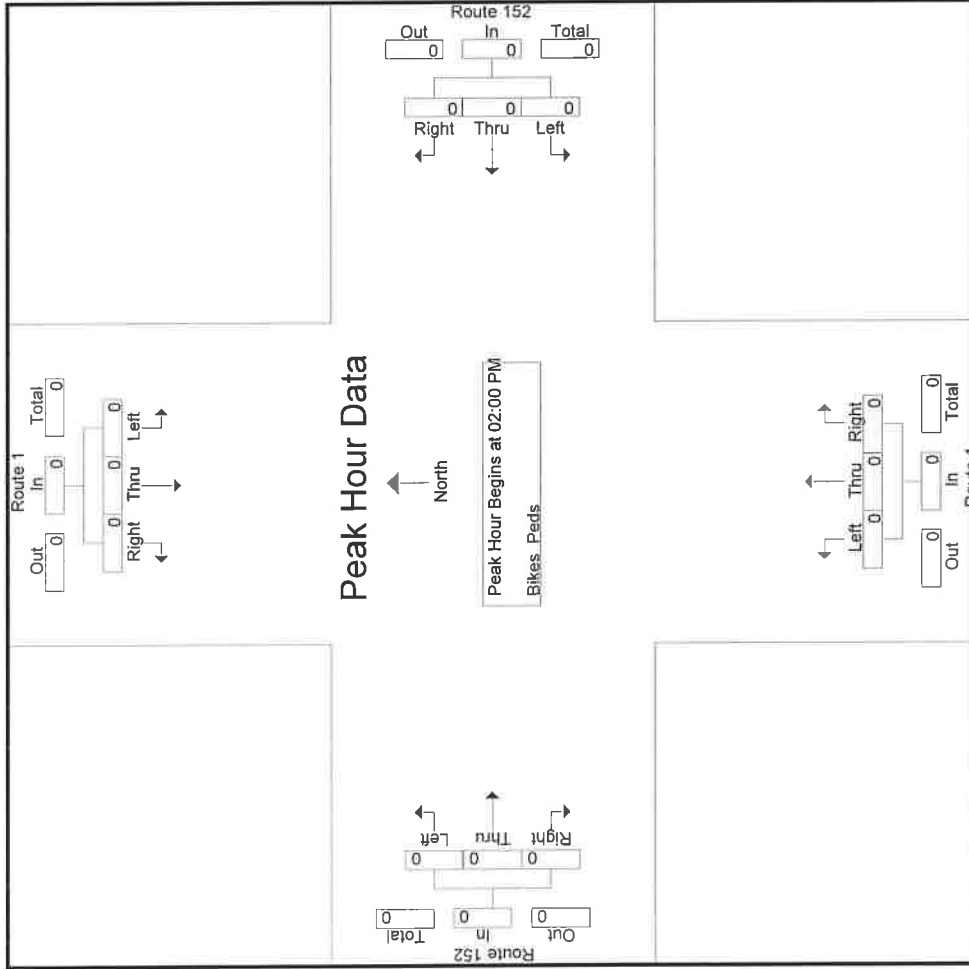 Route 152
Out In Total
0 0 0
0 0 0
Right Thru Left
Route 1
Out In Total
0 0 0
0 0 0
Right Thru Left
Peak Hour Data
North
Peak Hour Begins at 02:00 PM
Bikes Peds
Left Thru Right
0 0 0
0 0 0
Out In Total
Left Thru Right
0 0 0
0 0 0
Total In Out
Route 152